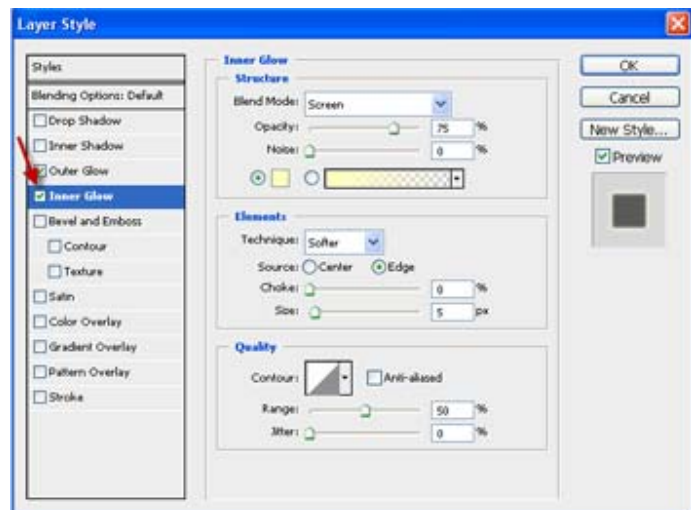 Layer Style
Styles
Blending Options: Default
Drop Shadow
Inner Shadow
Outer Glow
Inner Glow
Bevel and Emboss
Contour
Texture
Satin
Color Overlay
Gradient Overlay
Pattern Overlay
Stroke
Inner Glow
Structure
Blend Mode: Screen
Opacity: 75 %
Noise: 0 %
Elements
Technique: Softer
Source: Center Edge
Choke: 0 %
Size: 5 px
Quality
Contour: Anti-aliased
Range: 50 %
Jitter: 0 %
OK
Cancel
New Style...
Preview